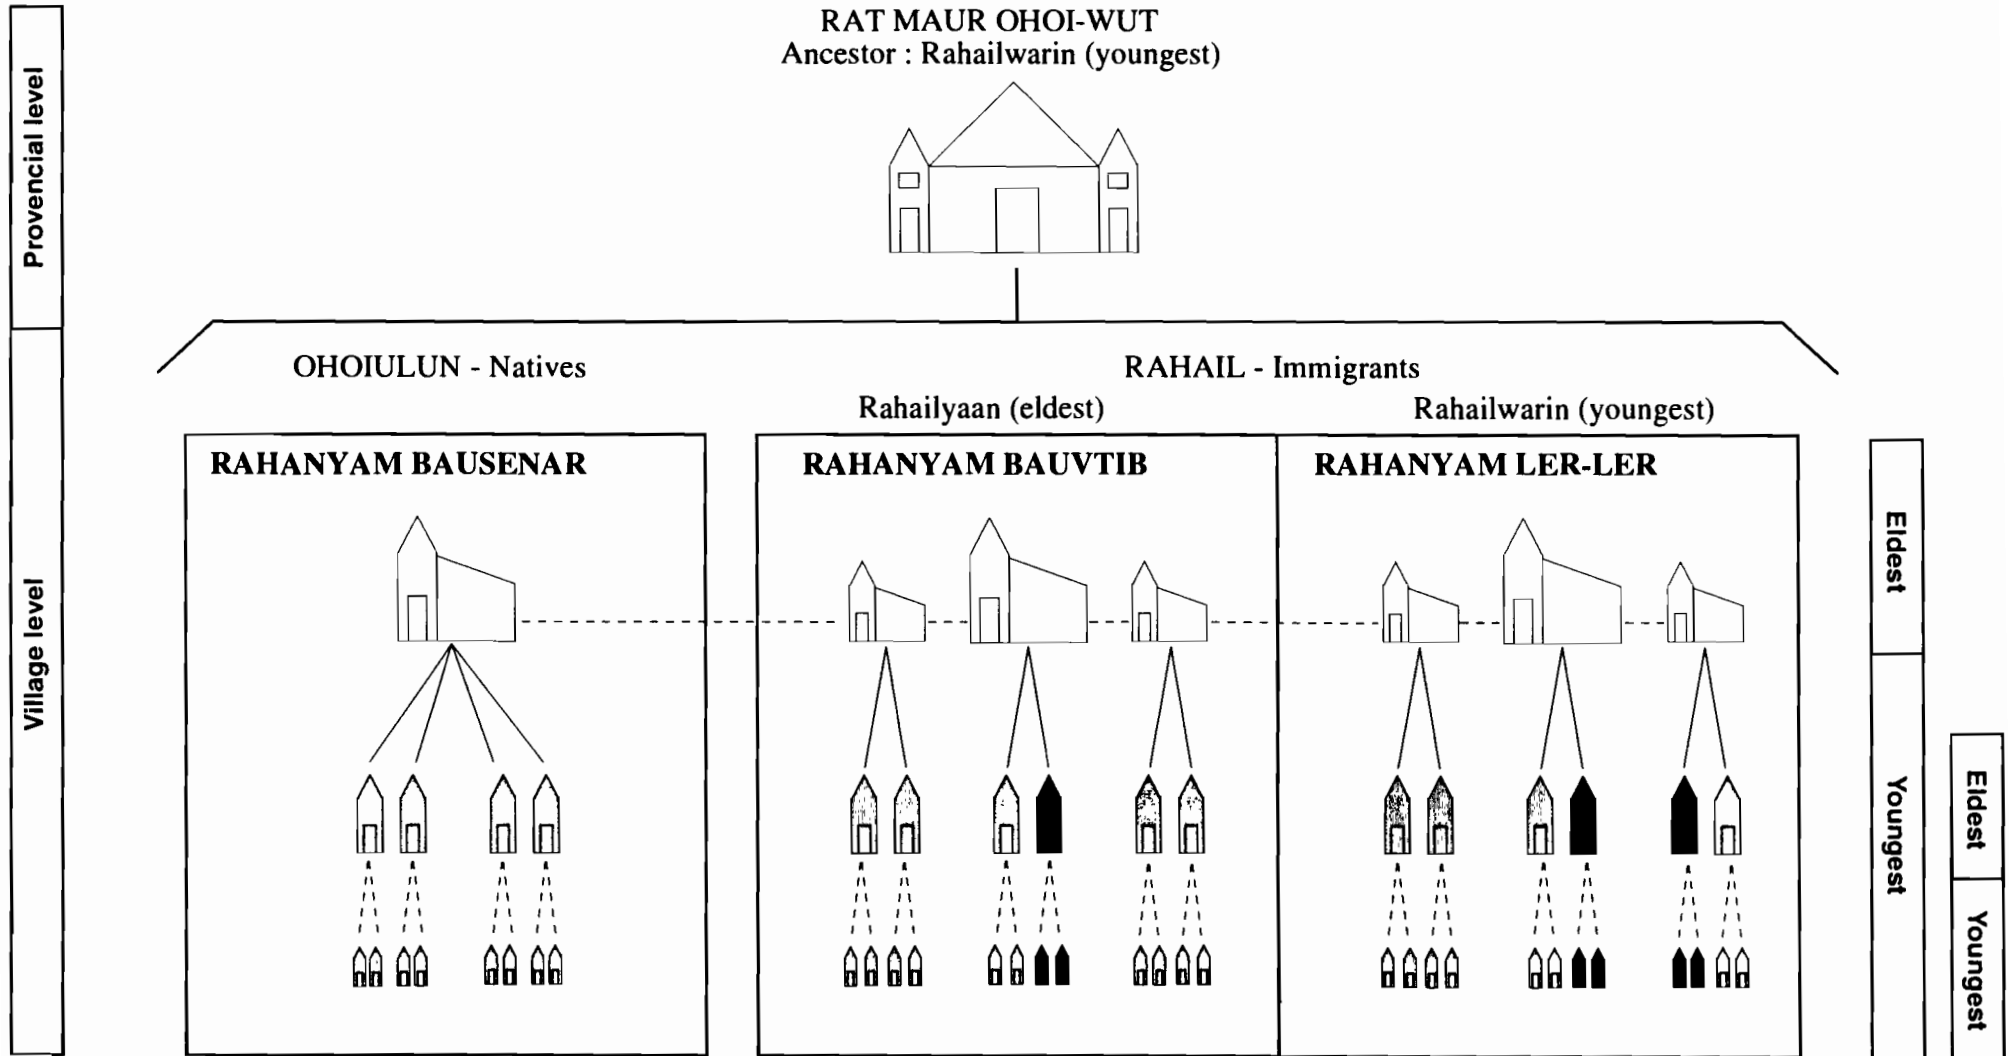 RAT MAUR OHOI-WUT
Ancestor : Rahailwarin (youngest)
Provencial level
Village level
OHOIULUN - Natives
RAHAIL - Immigrants
Rahailyaan (eldest)
Rahailwarin (youngest)
RAHANYAM BAUSENAR
RAHANYAM BAUVTIB
RAHANYAM LER-LER
Eldest
Youngest
Eldest
Youngest